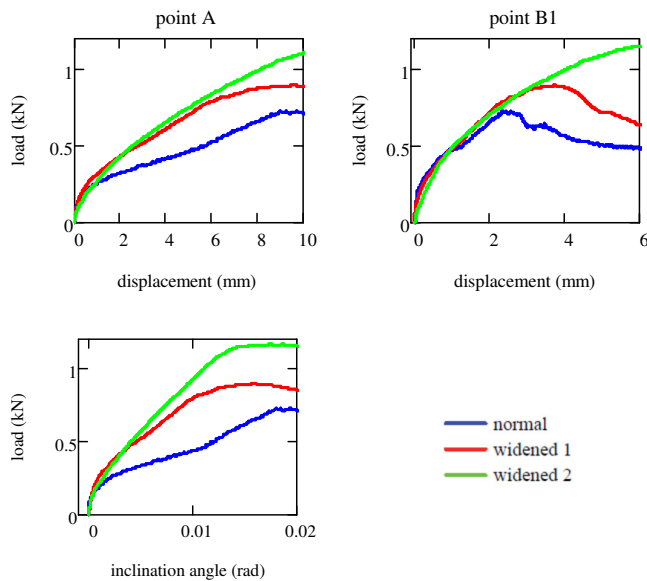 point A
load (kN)
1
0.5
0
0 2 4 6 8 10
displacement (mm)
point B1
load (kN)
1
0.5
0
0 2 4 6
displacement (mm)
load (kN)
1
0.5
0
0 0.01 0.02
inclination angle (rad)
normal
widened 1
widened 2